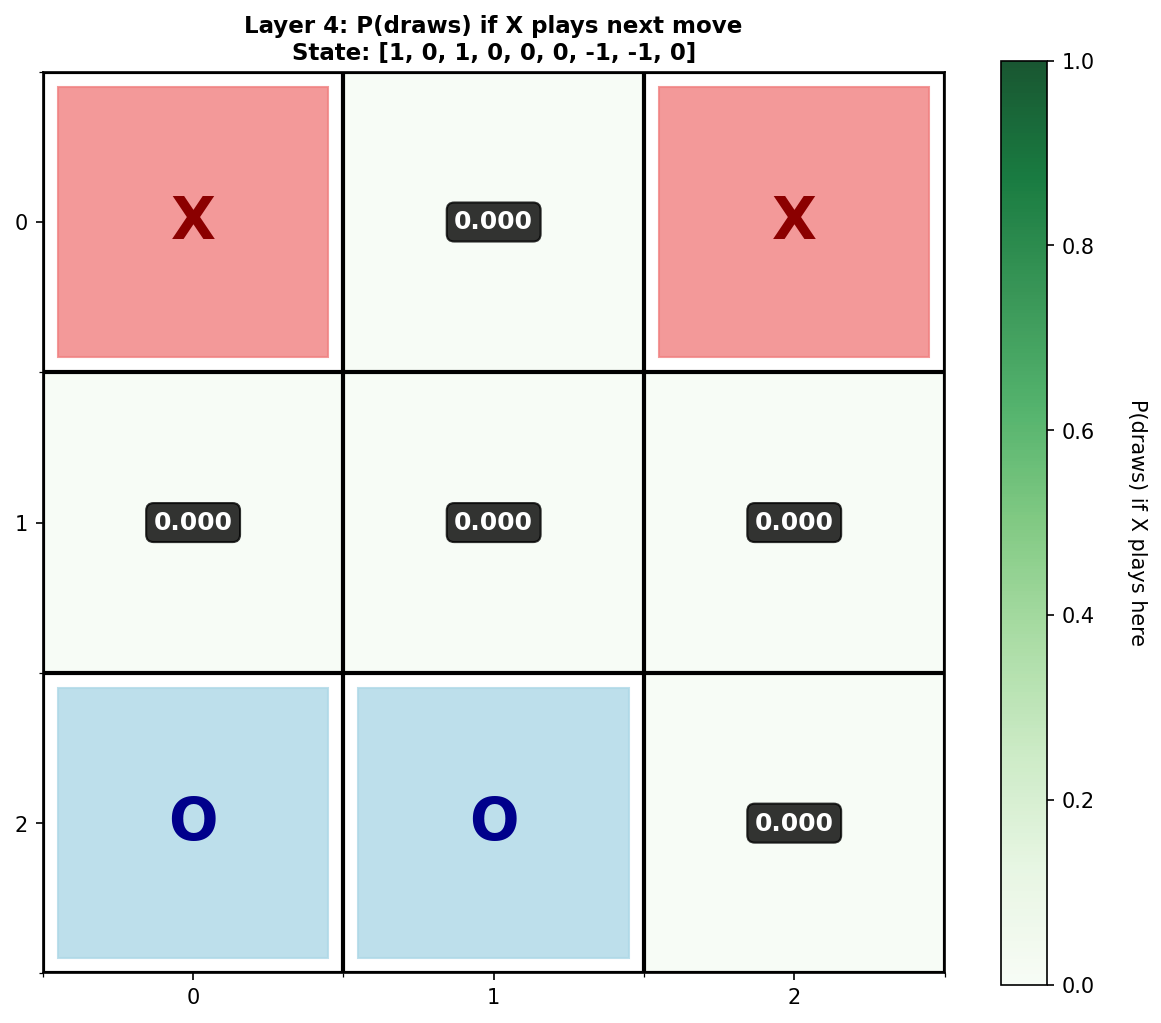 Layer 4: P(draws) if X plays next move
State: [1, 0, 1, 0, 0, 0, -1, -1, 0]
X
0.000
X
0.000
0.000
0.000
O
O
0.000
0
1
2
0
1
2
1.0
0.8
0.6
0.4
0.2
0.0
P(draws) if X plays here